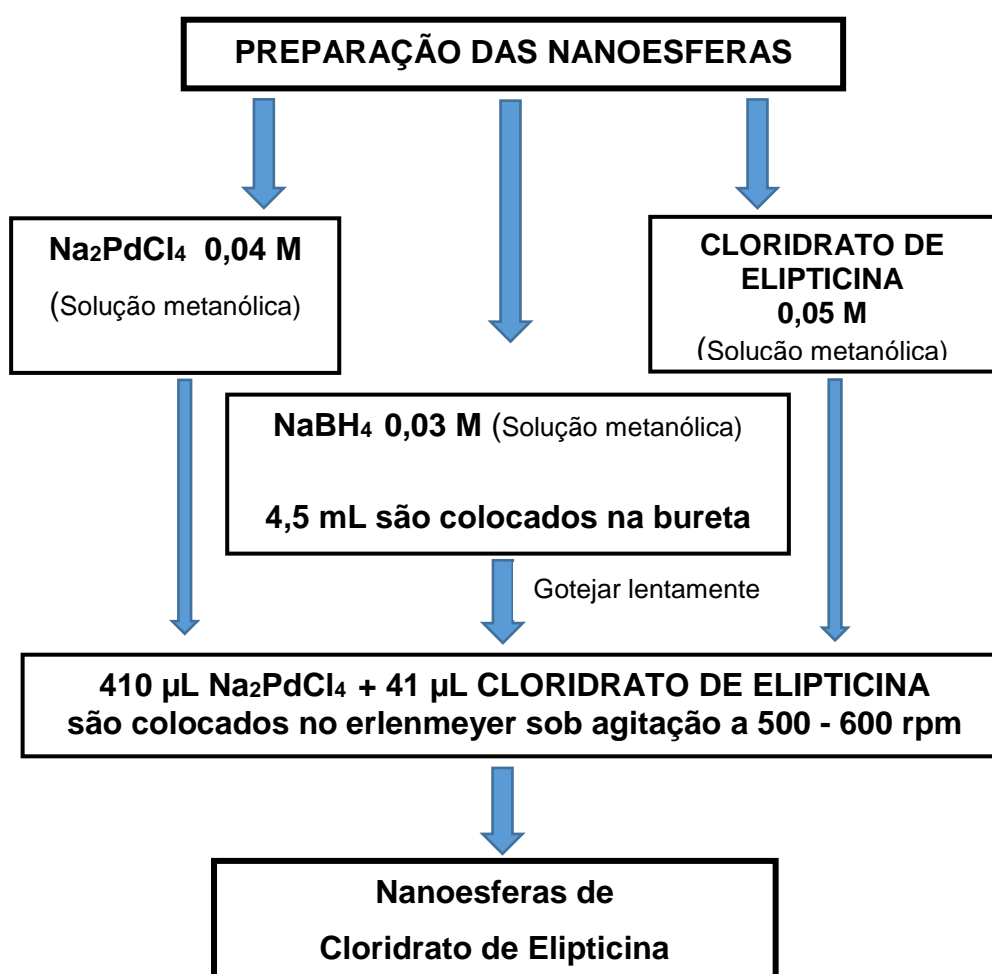 PREPARAÇÃO DAS NANOESFERAS
Na₂PdCl₄ 0,04 M
(Solução metanólica)
CLORIDRATO DE
ELIPTICINA
0,05 M
(Solucão metanólica)
NaBH₄ 0,03 M (Solução metanólica)
4,5 mL são colocados na bureta
Gotejar lentamente
410 µL Na₂PdCl₄ + 41 µL CLORIDRATO DE ELIPTICINA
são colocados no erlenmeyer sob agitação a 500 - 600 rpm
Nanoesferas de
Cloridrato de Elipticina